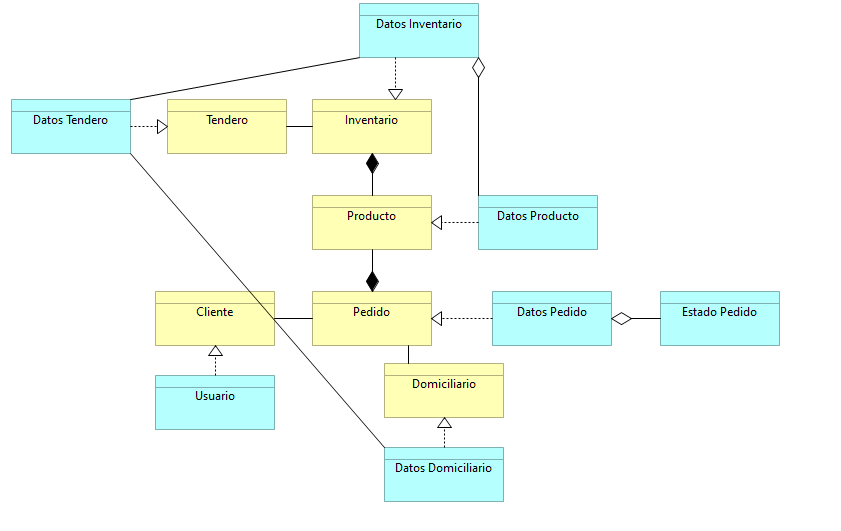 Datos Inventario
Datos Tendero
Tendero
Inventario
Producto
Datos Producto
Cliente
Pedido
Datos Pedido
Estado Pedido
Domiciliario
Usuario
Datos Domiciliario